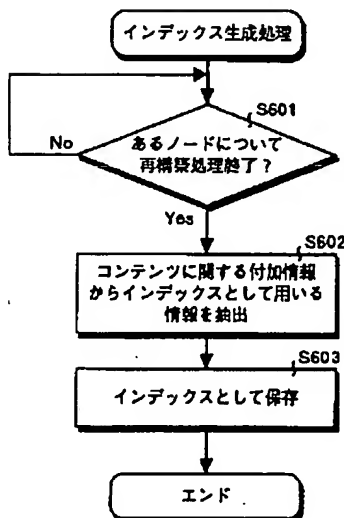 インデックス生成処理
S601
あるノードについて
再構築処理終了？
No
Yes
S602
コンテンツに関する付加情報
からインデックスとして用いる
情報を抽出
S603
インデックスとして保存
エンド